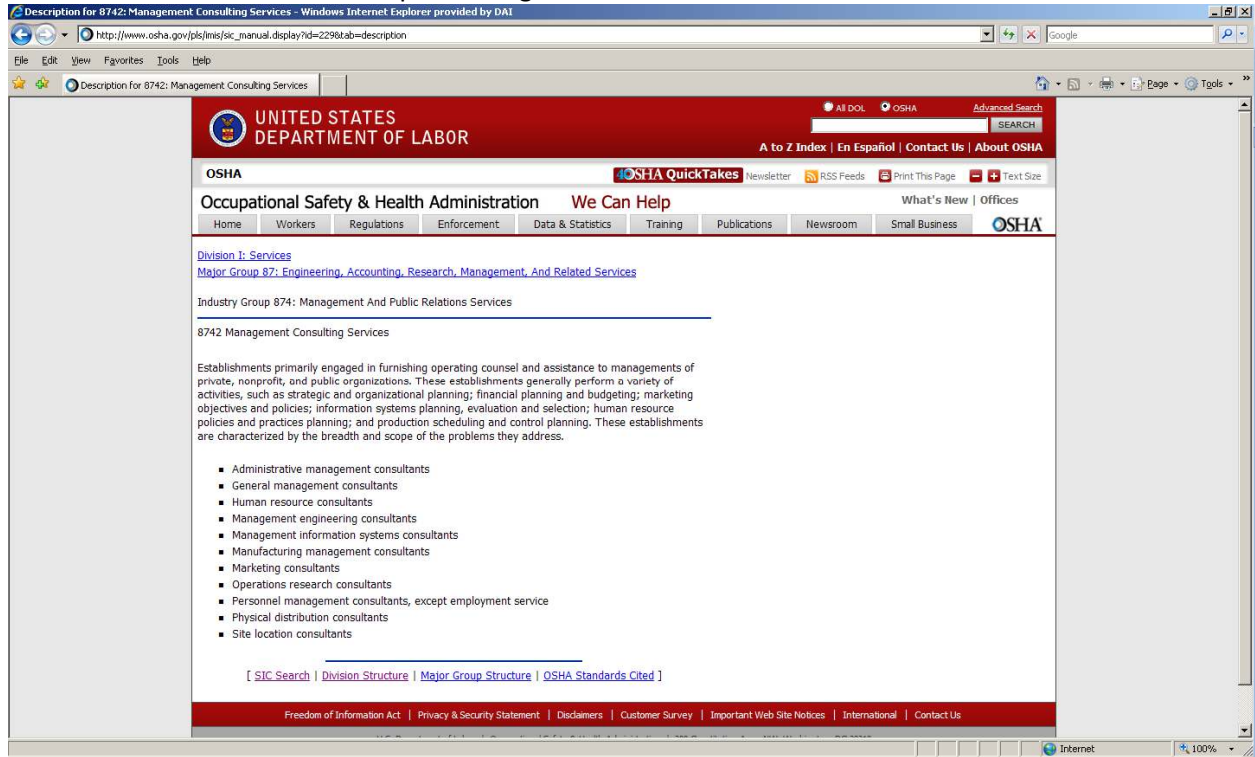 Description for 8742: Management Consulting Services - Windows Internet Explorer provided by DAI
http://www.osha.gov/pls/imis/sic_manual.display?id=229&tab=description
Google
File Edit View Favorites Tools Help
Description for 8742: Management Consulting Services
Page Tools
UNITED STATES
DEPARTMENT OF LABOR
All DOL OSHA Advanced Search
SEARCH
A to Z Index | En Español | Contact Us | About OSHA
OSHA
OSHA QuickTakes Newsletter RSS Feeds Print This Page Text Size
Occupational Safety & Health Administration We Can Help
What's New | Offices
Home Workers Regulations Enforcement Data & Statistics Training Publications Newsroom Small Business OSHA
Division I: Services
Major Group 87: Engineering, Accounting, Research, Management, And Related Services
Industry Group 874: Management And Public Relations Services
8742 Management Consulting Services
Establishments primarily engaged in furnishing operating counsel and assistance to managements of
private, nonprofit, and public organizations. These establishments generally perform a variety of
activities, such as strategic and organizational planning; financial planning and budgeting; marketing
objectives and policies; information systems planning, evaluation and selection; human resource
policies and practices planning; and production scheduling and control planning. These establishments
are characterized by the breadth and scope of the problems they address.
Administrative management consultants
General management consultants
Human resource consultants
Management engineering consultants
Management information systems consultants
Manufacturing management consultants
Marketing consultants
Operations research consultants
Personnel management consultants, except employment service
Physical distribution consultants
Site location consultants
[ SIC Search | Division Structure | Major Group Structure | OSHA Standards Cited ]
Freedom of Information Act | Privacy & Security Statement | Disclaimers | Customer Survey | Important Web Site Notices | International | Contact Us
Internet
100%